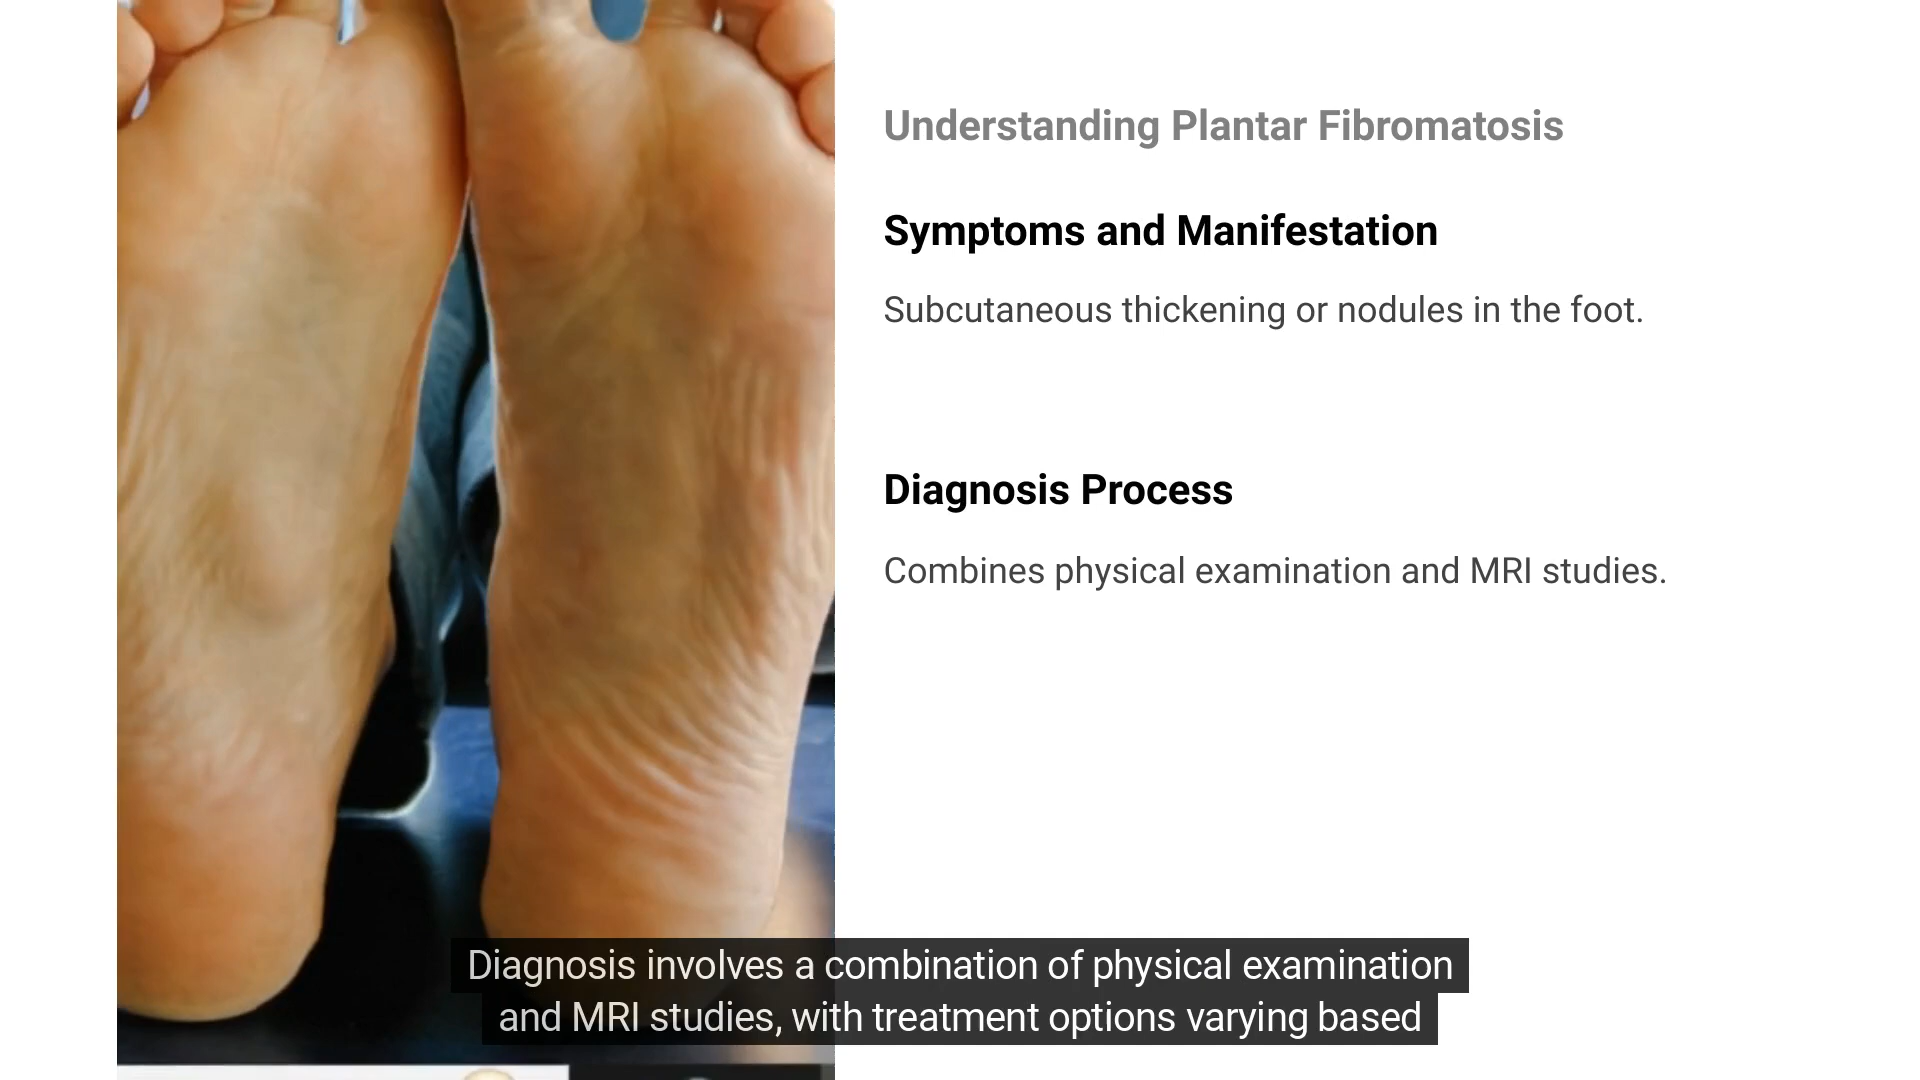 Understanding Plantar Fibromatosis
Symptoms and Manifestation
Subcutaneous thickening or nodules in the foot.
Diagnosis Process
Combines physical examination and MRI studies.
Diagnosis involves a combination of physical examination
and MRI studies, with treatment options varying based